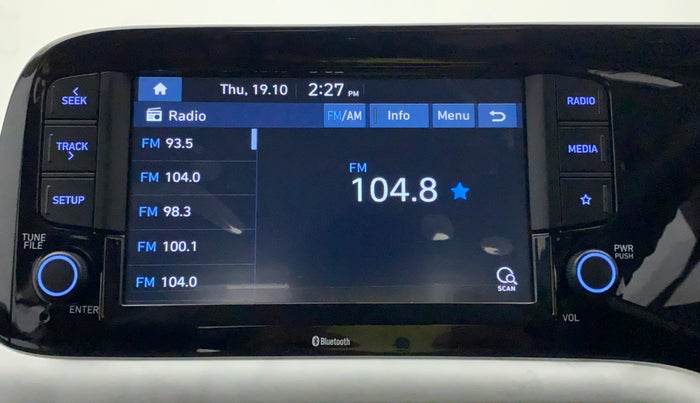 < SEEK
TRACK >
SETUP
TUNE
FILE
ENTER
Thu, 19.10 2:27 PM
Radio FM/AM Info Menu
FM 93.5
FM 104.0
FM 98.3
FM 100.1
FM 104.0
FM
104.8
SCAN
RADIO
MEDIA
PWR
PUSH
VOL
Bluetooth